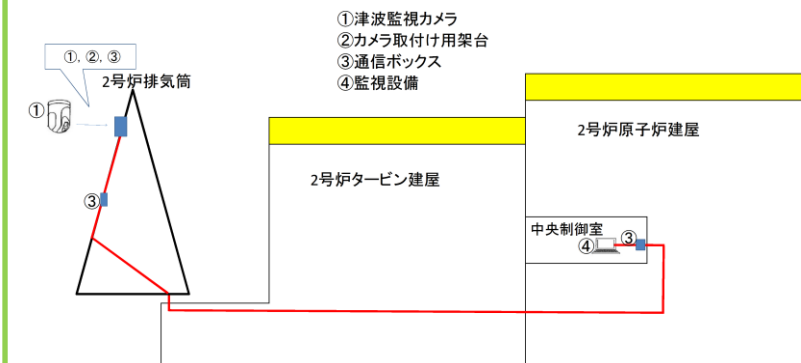 ①津波監視カメラ
②カメラ取付け用架台
③通信ボックス
④監視設備
①, ②, ③
2号炉排気筒
①
2号炉原子炉建屋
2号炉タービン建屋
③
中央制御室
④
③